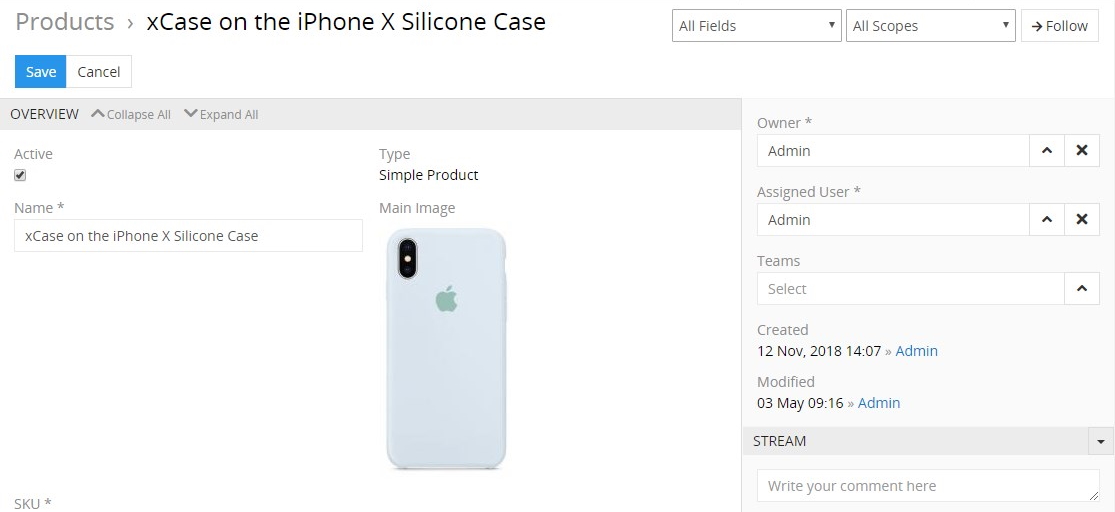 Products › xCase on the iPhone X Silicone Case
All Fields
All Scopes
Follow
Save
Cancel
OVERVIEW Collapse All Expand All
Active
Type
Simple Product
Name *
xCase on the iPhone X Silicone Case
Main Image
SKU *
Owner *
Admin
Assigned User *
Admin
Teams
Select
Created
12 Nov, 2018 14:07 » Admin
Modified
03 May 09:16 » Admin
STREAM
Write your comment here